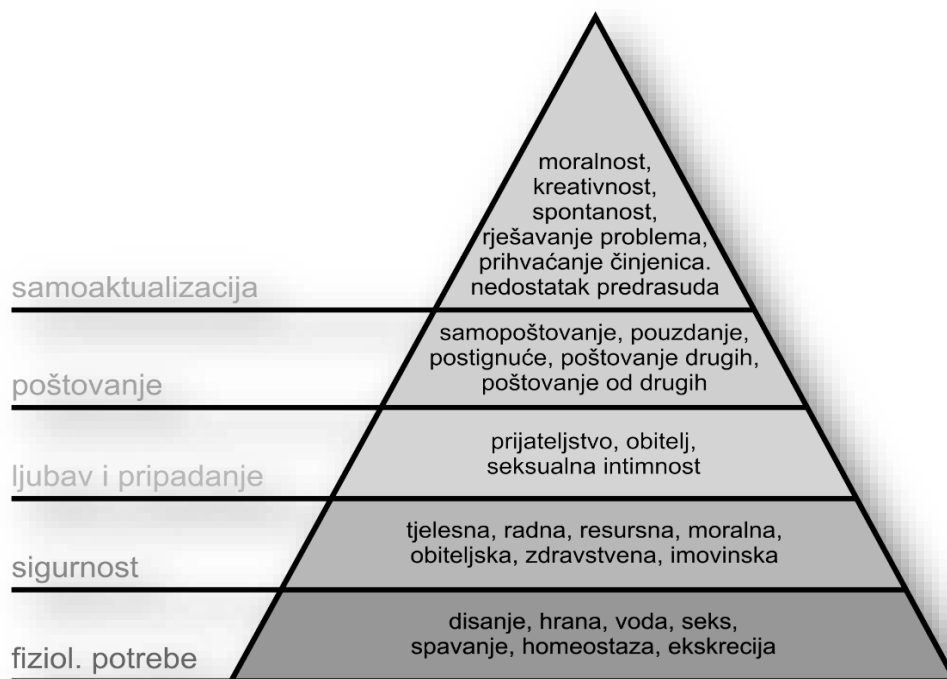 moralnost,
kreativnost,
spontanost,
rješavanje problema,
prihvaćanje činjenica.
nedostatak predrasuda
samoaktualizacija
samopoštovanje, pouzdanje,
postignuće, poštovanje drugih,
poštovanje od drugih
poštovanje
prijateljstvo, obitelj,
seksualna intimnost
ljubav i pripadanje
tjelesna, radna, resursna, moralna,
obiteljska, zdravstvena, imovinska
sigurnost
disanje, hrana, voda, seks,
spavanje, homeostaza, ekskrecija
fiziol. potrebe